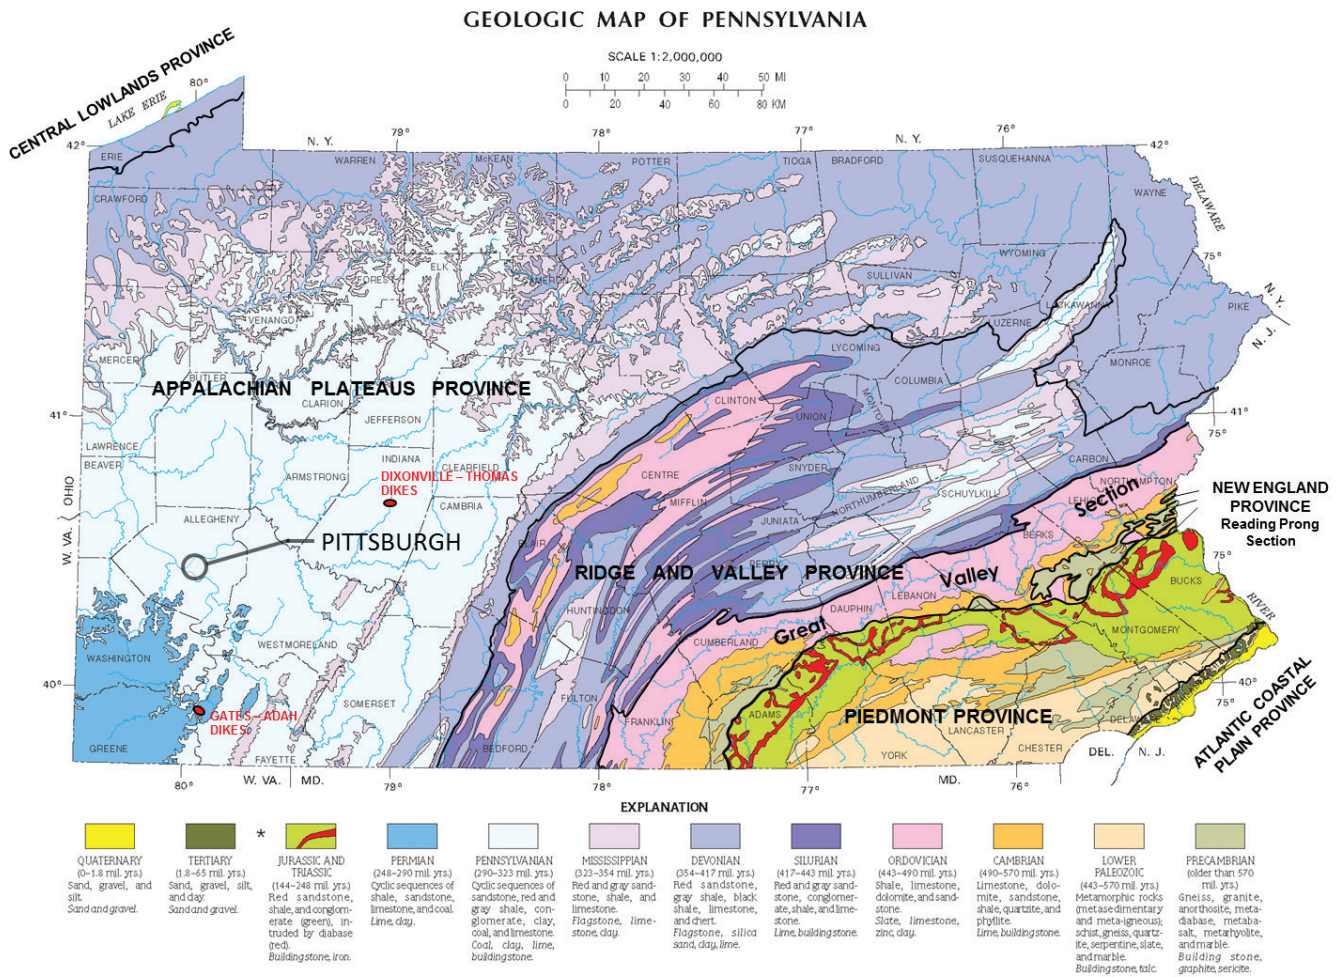 GEOLOGIC MAP OF PENNSYLVANIA
SCALE 1:2,000,000
0 10 20 30 40 50 MI
0 20 40 60 80 KM
CENTRAL LOWLANDS PROVINCE
LAKE ERIE
80°
79°
78°
77°
76°
42°
42°
N. Y.
N. Y.
ERIE
WARREN
McKEAN
POTTER
TIOGA
BRADFORD
SUSQUEHANNA
CRAWFORD
WAYNE
DELAWARE
75°
WYOMING
ELK
FOREST
CAMERON
SULLIVAN
LACKAWANNA
PIKE
N. Y.
N. J.
VENANGO
LUZERNE
LYCOMING
MERCER
MONROE
BUTLER
COLUMBIA
APPALACHIAN PLATEAUS PROVINCE
CLARION
CLINTON
MONTOUR
41°
JEFFERSON
UNION
41°
75°
LAWRENCE
BEAVER
INDIANA
CLEARFIELD
CENTRE
SNYDER
CARBON
ARMSTRONG
DIXONVILLE – THOMAS
DIKES
NORTHUMBERLAND
SCHUYLKILL
NORTHAMPTON
LEHIGH
OHIO
W. VA.
CAMBRIA
MIFFLIN
Section
NEW ENGLAND
PROVINCE
Reading Prong
Section
ALLEGHENY
JUNIATA
BERKS
PITTSBURGH
BLAIR
PERRY
75°
RIDGE AND VALLEY PROVINCE
Valley
BUCKS
HUNTINGDON
LEBANON
DAUPHIN
RIVER
Great
MONTGOMERY
WESTMORELAND
CUMBERLAND
WASHINGTON
40°
40°
75°
FULTON
SOMERSET
GATES – ADAH
DIKES
FRANKLIN
ADAMS
PIEDMONT PROVINCE
LANCASTER
DELAWARE
ATLANTIC COASTAL
PLAIN PROVINCE
GREENE
FAYETTE
BEDFORD
YORK
CHESTER
DEL.
N. J.
80°
W. VA.
MD.
79°
78°
77°
MD.
76°
EXPLANATION
*
QUATERNARY
(0–1.8 mil. yrs.)
Sand, gravel, and
silt.
Sand and gravel.
TERTIARY
(1.8–65 mil. yrs.)
Sand, gravel, silt,
and clay.
Sand and gravel.
JURASSIC AND
TRIASSIC
(144–248 mil. yrs.)
Red sandstone,
shale, and conglom-
erate (green), in-
truded by diabase
(red).
Building stone, iron.
PERMIAN
(248–290 mil. yrs.)
Cyclic sequences of
shale, sandstone,
limestone, and coal.
Lime, clay.
PENNSYLVANIAN
(290–323 mil. yrs.)
Cyclic sequences of
sandstone, red and
gray shale, con-
glomerate, clay,
coal, and limestone.
Coal, clay, lime,
building stone.
MISSISSIPPIAN
(323–354 mil. yrs.)
Red and gray sand-
stone, shale, and
limestone.
Flagstone, lime-
stone, clay.
DEVONIAN
(354–417 mil. yrs.)
Red sandstone,
gray shale, black
shale, limestone,
and chert.
Flagstone, silica
sand, clay, lime.
SILURIAN
(417–443 mil. yrs.)
Red and gray sand-
stone, conglomer-
ate, shale, and lime-
stone.
Lime, building stone.
ORDOVICIAN
(443–490 mil. yrs.)
Shale, limestone,
dolomite, and sand-
stone.
Slate, limestone,
zinc, clay.
CAMBRIAN
(490–570 mil. yrs.)
Limestone, dolo-
mite, sandstone,
shale, quartzite, and
phyllite.
Lime, building stone.
LOWER
PALEOZOIC
(443–570 mil. yrs.)
Metamorphic rocks
(metasedimentary
and meta-igneous);
schist, gneiss, quartz-
ite, serpentine, slate,
and marble.
Building stone, talc.
PRECAMBRIAN
(older than 570
mil. yrs.)
Gneiss, granite,
anorthosite, meta-
diabase, metaba-
salt, metarhyolite,
and marble.
Building stone,
graphite, sericite.